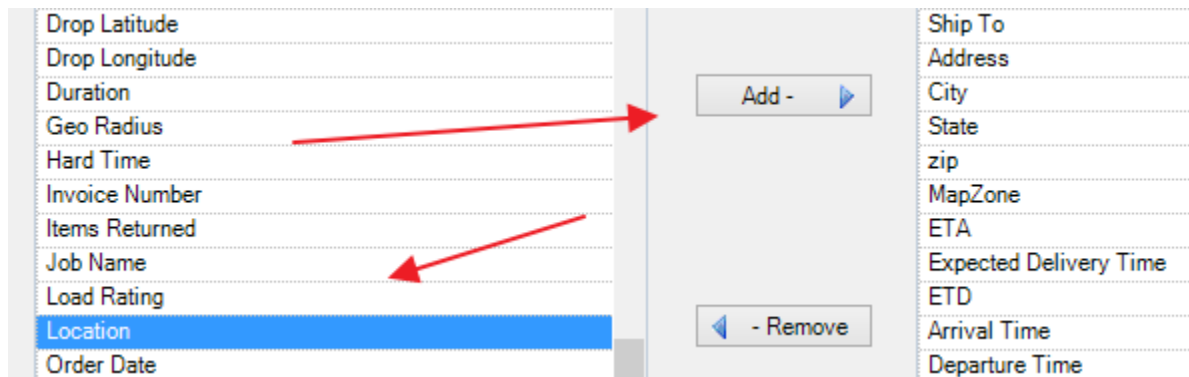 Drop Latitude
Drop Longitude
Duration
Geo Radius
Hard Time
Invoice Number
Items Returned
Job Name
Load Rating
Location
Order Date
Add -
- Remove
Ship To
Address
City
State
zip
MapZone
ETA
Expected Delivery Time
ETD
Arrival Time
Departure Time